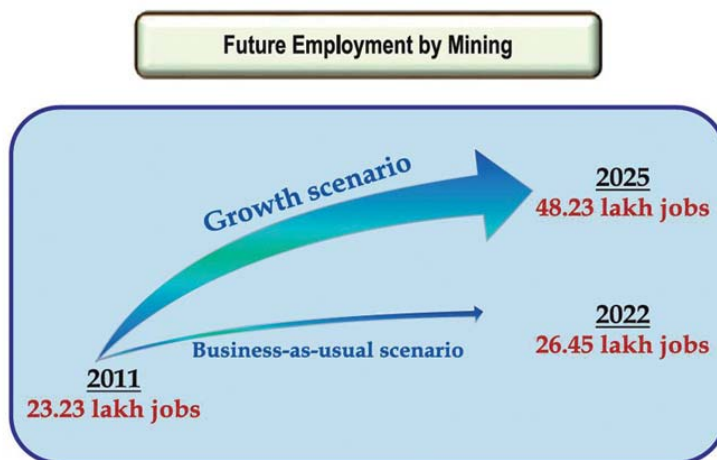 Future Employment by Mining
Growth scenario
2025
48.23 lakh jobs
Business-as-usual scenario
2022
26.45 lakh jobs
2011
23.23 lakh jobs